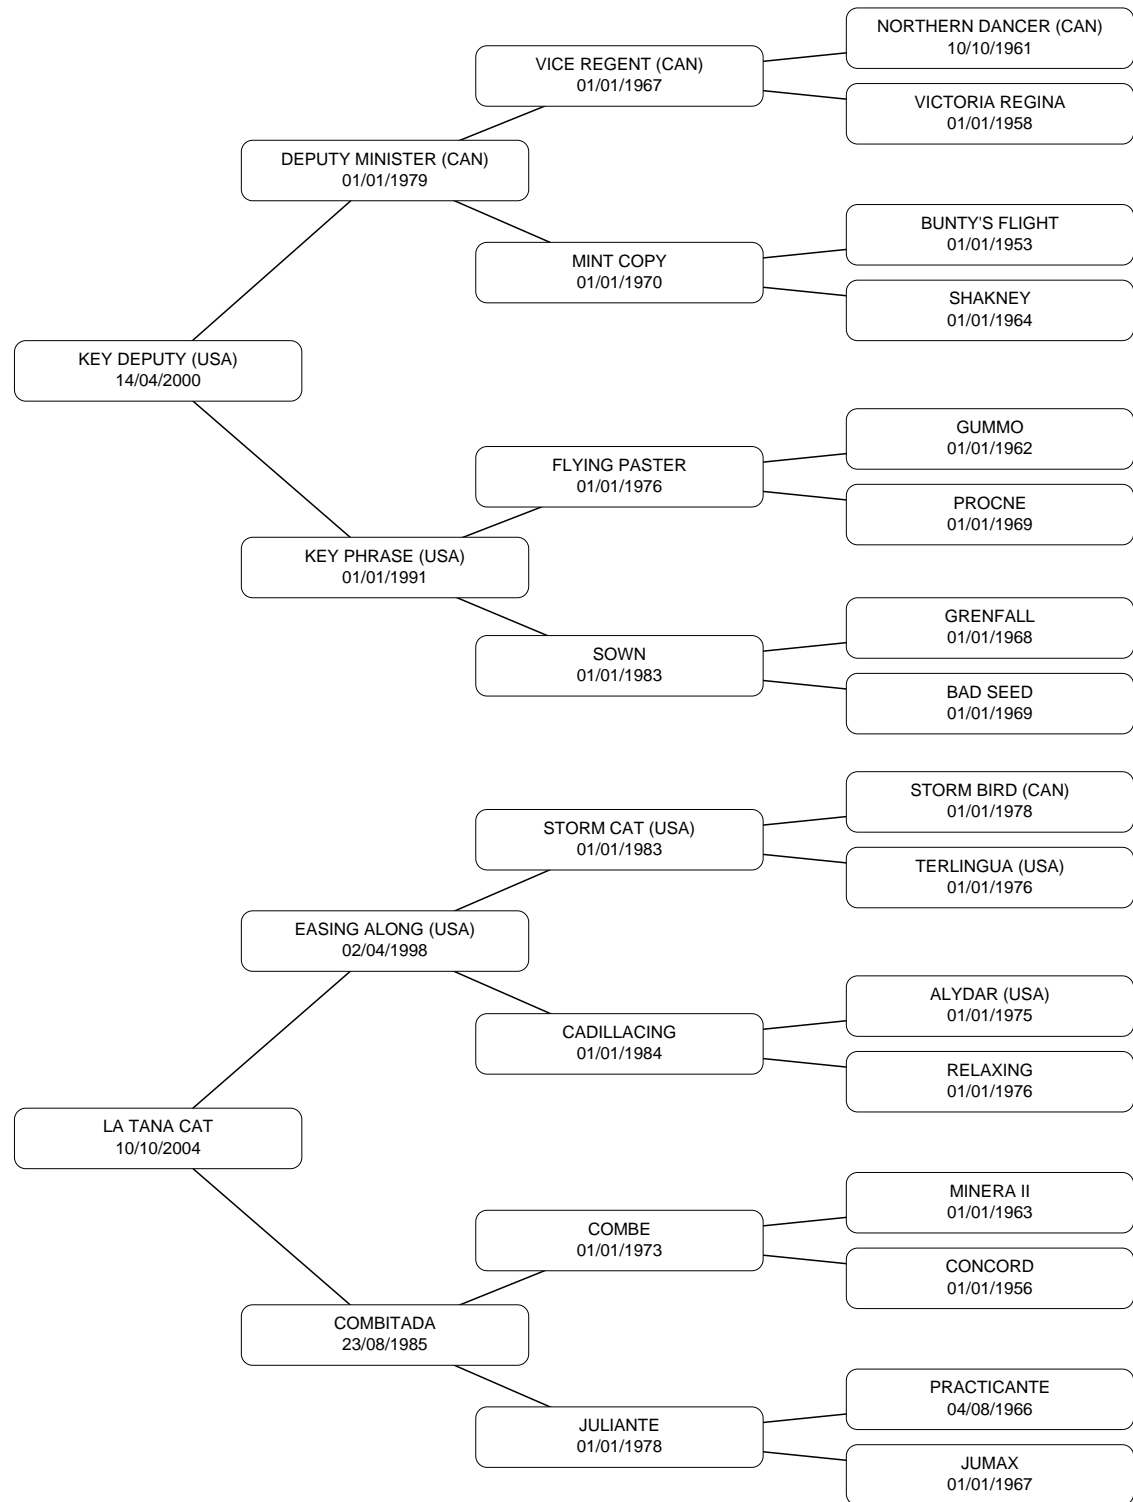 NORTHERN DANCER (CAN)
10/10/1961
VICE REGENT (CAN)
01/01/1967
VICTORIA REGINA
01/01/1958
DEPUTY MINISTER (CAN)
01/01/1979
BUNTY'S FLIGHT
01/01/1953
MINT COPY
01/01/1970
SHAKNEY
01/01/1964
KEY DEPUTY (USA)
14/04/2000
GUMMO
01/01/1962
FLYING PASTER
01/01/1976
PROCNE
01/01/1969
KEY PHRASE (USA)
01/01/1991
GRENFALL
01/01/1968
SOWN
01/01/1983
BAD SEED
01/01/1969
STORM BIRD (CAN)
01/01/1978
STORM CAT (USA)
01/01/1983
TERLINGUA (USA)
01/01/1976
EASING ALONG (USA)
02/04/1998
ALYDAR (USA)
01/01/1975
CADILLACING
01/01/1984
RELAXING
01/01/1976
LA TANA CAT
10/10/2004
MINERA II
01/01/1963
COMBE
01/01/1973
CONCORD
01/01/1956
COMBITADA
23/08/1985
PRACTICANTE
04/08/1966
JULIANTE
01/01/1978
JUMAX
01/01/1967